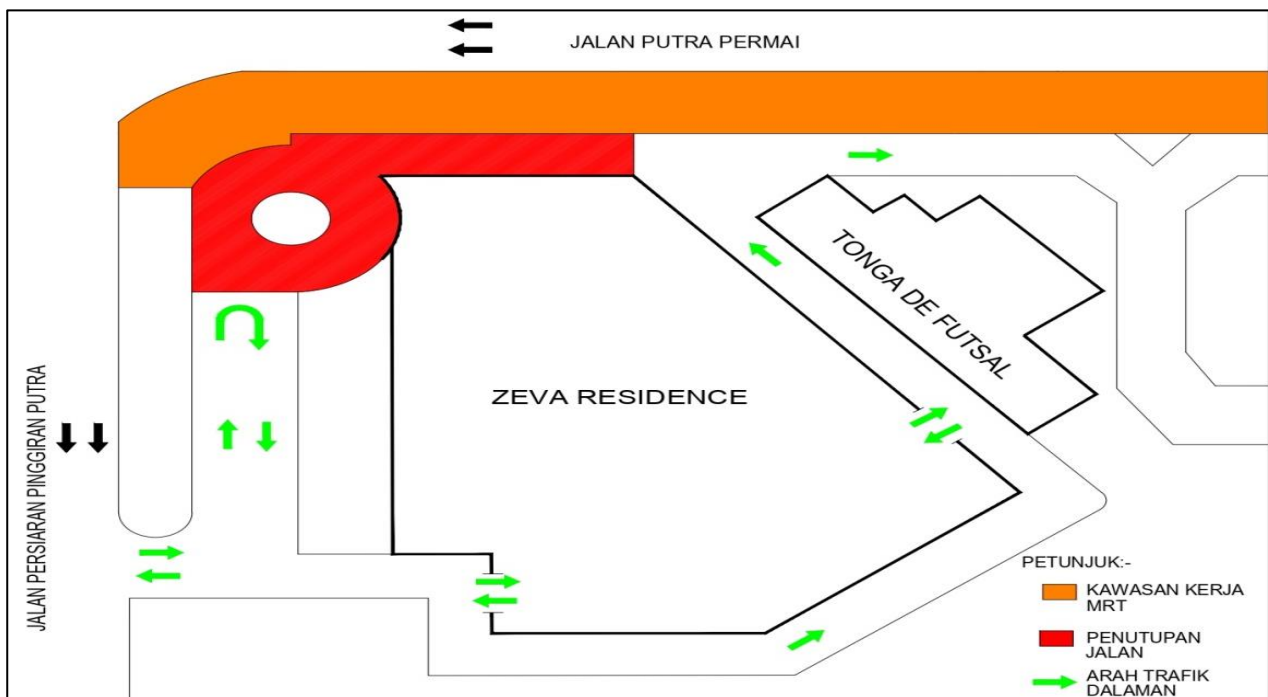 JALAN PUTRA PERMAI
TONGA DE FUTSAL
ZEVA RESIDENCE
JALAN PERSIARAN PINGGIRAN PUTRA
PETUNJUK:-
KAWASAN KERJA
MRT
PENUTUPAN
JALAN
ARAH TRAFIK
DALAMAN